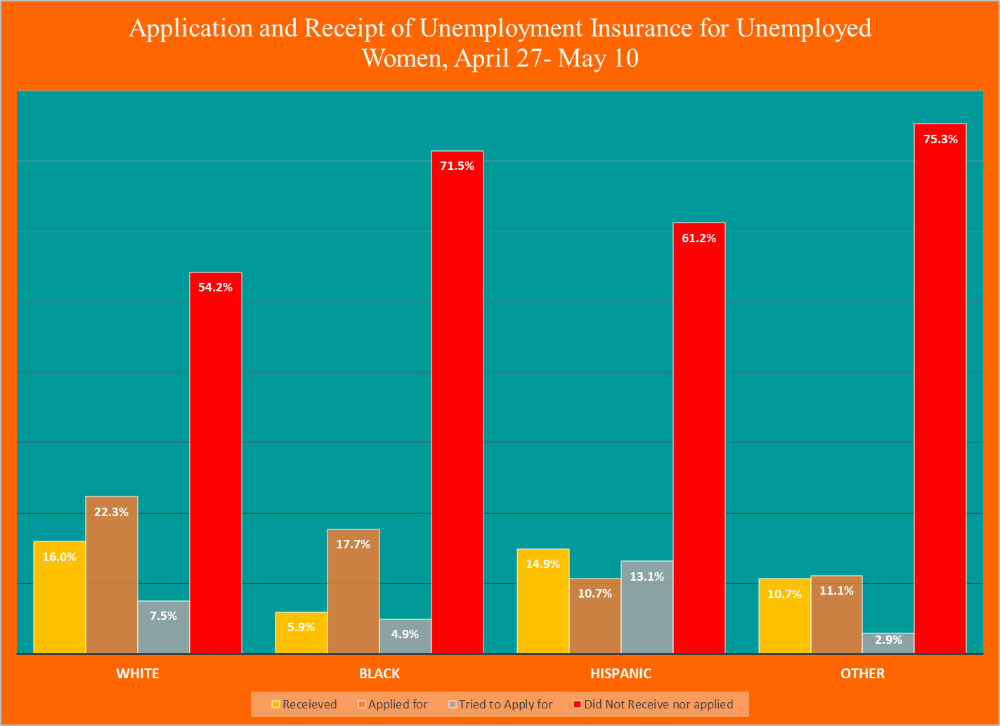 Application and Receipt of Unemployment Insurance for Unemployed
Women, April 27- May 10
16.0%
22.3%
7.5%
54.2%
5.9%
17.7%
4.9%
71.5%
14.9%
10.7%
13.1%
61.2%
10.7%
11.1%
2.9%
75.3%
WHITE
BLACK
HISPANIC
OTHER
Receieved
Applied for
Tried to Apply for
Did Not Receive nor applied